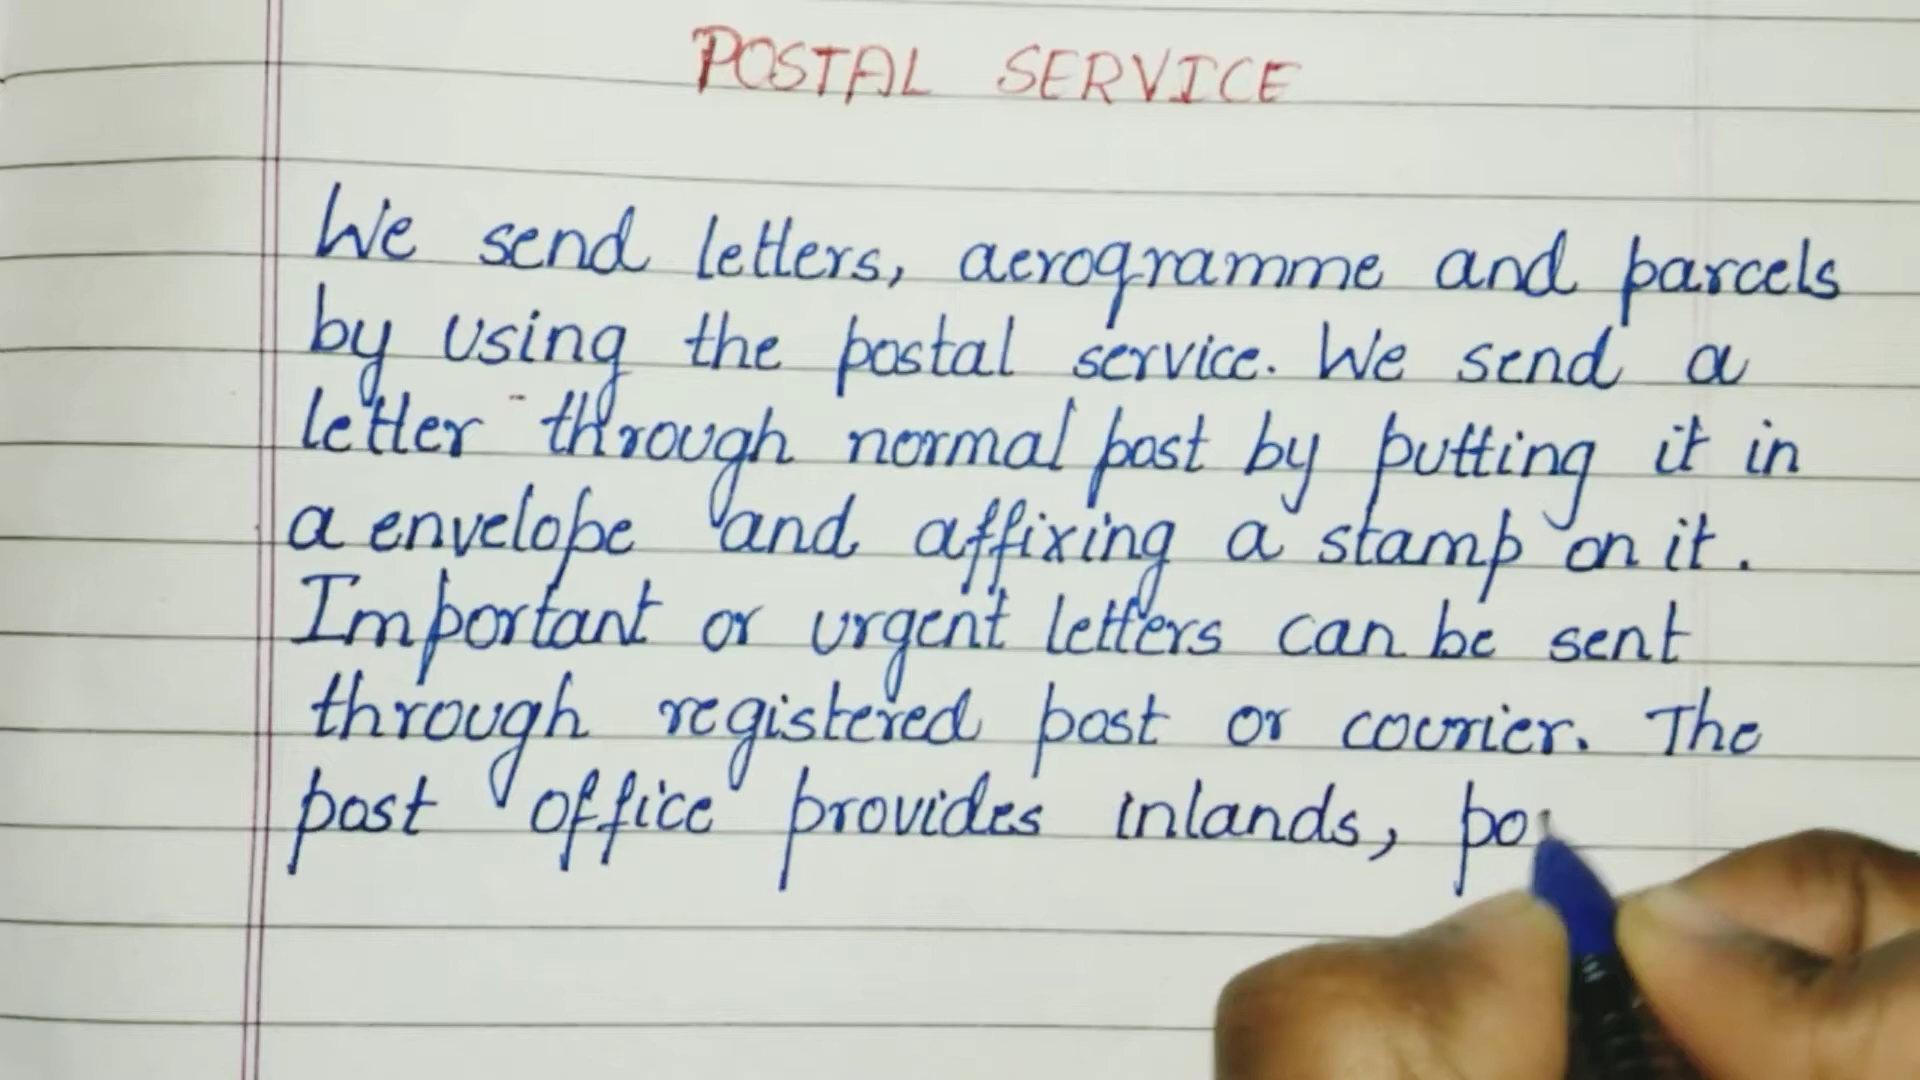 POSTAL SERVICE
We send letters, aerogramme and parcels
by using the postal service. We send a
letter through normal post by putting it in
a envelope and affixing a stamp on it.
Important or urgent letters can be sent
through registered post or courier. The
post office provides inlands, po